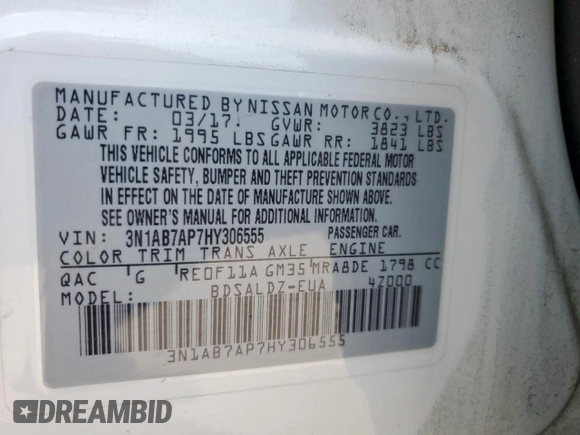 MANUFACTURED BY NISSAN MOTOR CO., LTD.
DATE: 03/17 GVWR: 3823 LBS
GAWR FR: 1995 LBS GAWR RR: 1841 LBS
THIS VEHICLE CONFORMS TO ALL APPLICABLE FEDERAL MOTOR
VEHICLE SAFETY, BUMPER AND THEFT PREVENTION STANDARDS
IN EFFECT ON THE DATE OF MANUFACTURE SHOWN ABOVE.
SEE OWNER'S MANUAL FOR ADDITIONAL INFORMATION
VIN: 3N1AB7AP7HY306555 PASSENGER CAR.
COLOR TRIM TRANS AXLE ENGINE
QAC G RE0F11A GM35 MRA8DE 1798 CC
MODEL: BDSALDZ-EUA 4Z000
3N1AB7AP7HY306555
DREAMBID